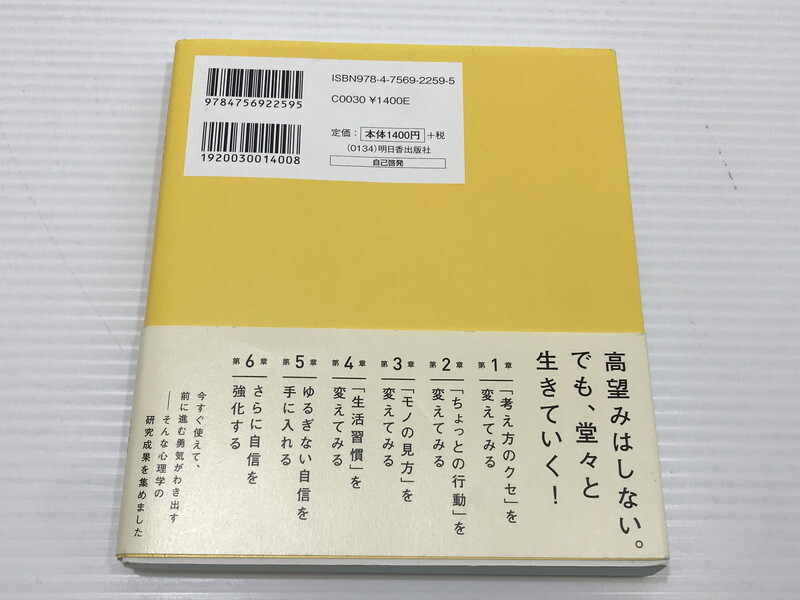 ISBN978-4-7569-2259-5
C0030 ¥1400E
9784756922595
定価：本体1400円+税
(0134)明日香出版社
自己啓発
1920030014008
高望みはしない。
でも、堂々と
生きていく！
第1章
「考え方のクセ」を
変えてみる
第2章
「ちょっとの行動」を
変えてみる
第3章
「モノの見方」を
変えてみる
第4章
「生活習慣」を
変えてみる
第5章
ゆるぎない自信を
手に入れる
第6章
さらに自信を
強化する
今すぐ使えて、
前に進む勇気がわき出す
――そんな心理学の
研究成果を集めました